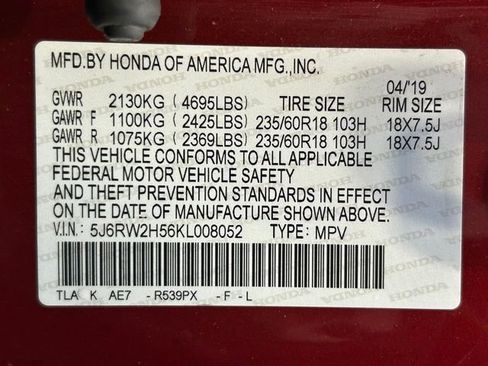 MFD.BY HONDA OF AMERICA MFG.,INC.
04/'19
GVWR 2130KG (4695LBS) TIRE SIZE RIM SIZE
GAWR F 1100KG (2425LBS) 235/60R18 103H 18X7.5J
GAWR R 1075KG (2369LBS) 235/60R18 103H 18X7.5J
THIS VEHICLE CONFORMS TO ALL APPLICABLE
FEDERAL MOTOR VEHICLE SAFETY
AND THEFT PREVENTION STANDARDS IN EFFECT
ON THE DATE OF MANUFACTURE SHOWN ABOVE.
V.I.N.: 5J6RW2H56KL008052 TYPE: MPV
TLA K AE7 - R539PX - F - L